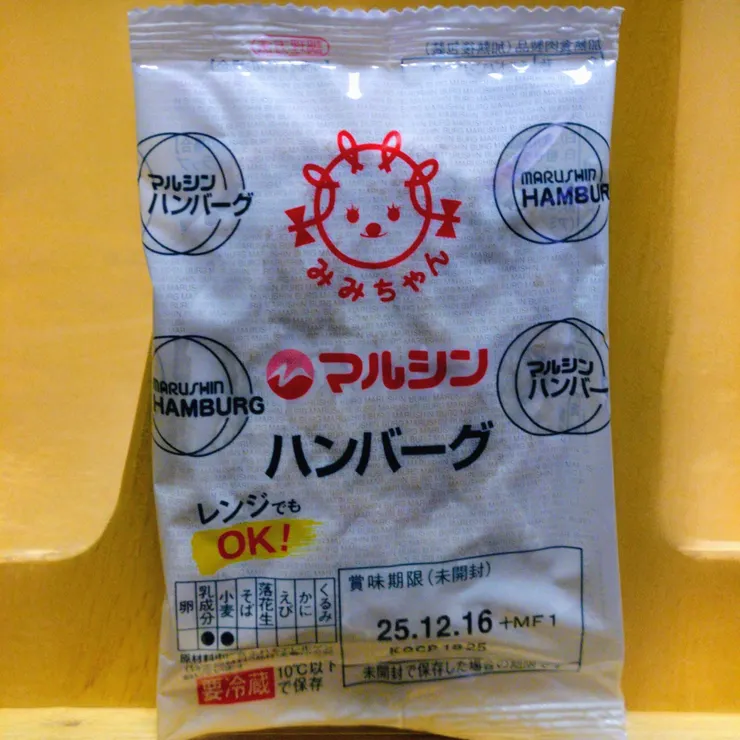 マルシン
ハンバーグ
MARUSHIN
HAMBUR
みみちゃん
マルシン
MARUSHIN
HAMBURG
マルシン
ハンバー
ハンバーグ
レンジでも
OK!
卵
乳成分
小麦
そば
落花生
えび
かに
くるみ
賞味期限(未開封)
25.12.16 +MF1
要冷蔵
10℃以下
で保存